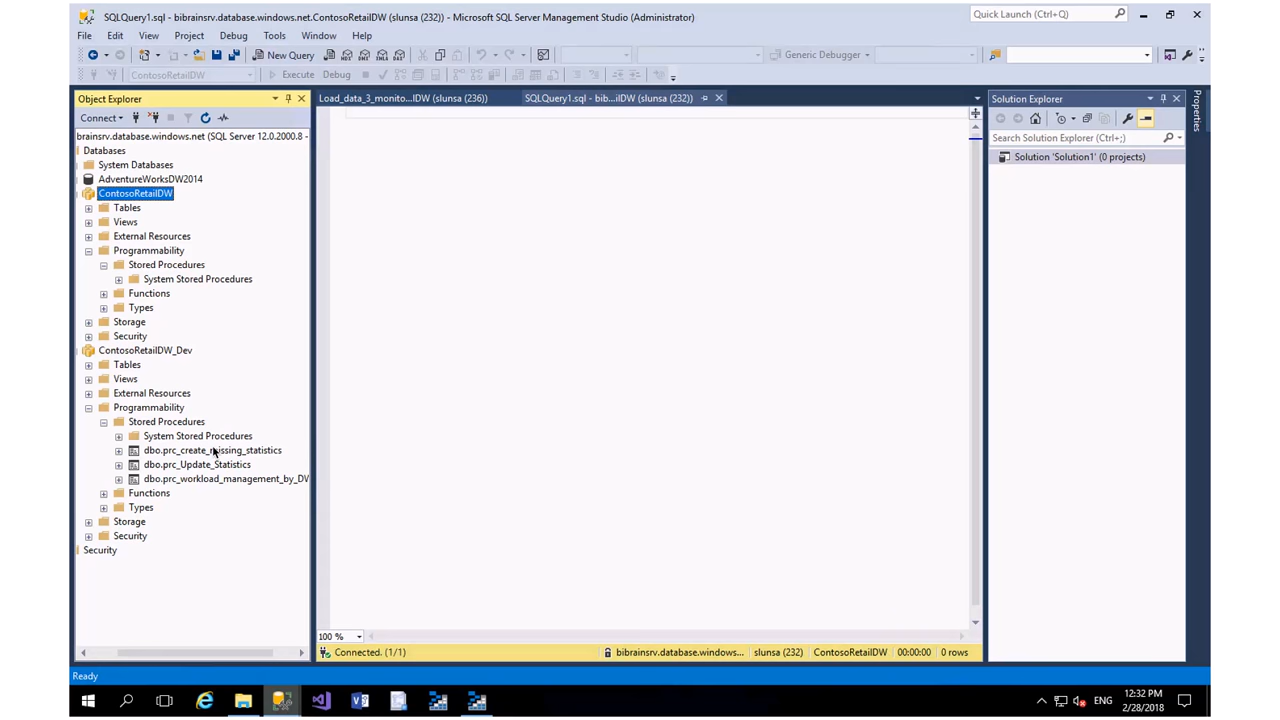 SQLQuery1.sql - bibrainsrv.database.windows.net.ContosoRetailDW (slunsa (232)) - Microsoft SQL Server Management Studio (Administrator)
Quick Launch (Ctrl+Q)
File Edit View Project Debug Tools Window Help
New Query
Generic Debugger
ContosoRetailDW
Execute Debug
Object Explorer
Load_data_3_monito...lDW (slunsa (236))
SQLQuery1.sql - bib...ilDW (slunsa (232))
Solution Explorer
Properties
Connect
Search Solution Explorer (Ctrl+;)
brainsrv.database.windows.net (SQL Server 12.0.2000.8 -
Solution 'Solution1' (0 projects)
Databases
System Databases
AdventureWorksDW2014
ContosoRetailDW
Tables
Views
External Resources
Programmability
Stored Procedures
System Stored Procedures
Functions
Types
Storage
Security
ContosoRetailDW_Dev
Tables
Views
External Resources
Programmability
Stored Procedures
System Stored Procedures
dbo.prc_create_missing_statistics
dbo.prc_Update_Statistics
dbo.prc_workload_management_by_DW
Functions
Types
Storage
Security
Security
100 %
Connected. (1/1)
bibrainsrv.database.windows... slunsa (232) ContosoRetailDW 00:00:00 0 rows
Ready
ENG
12:32 PM
2/28/2018